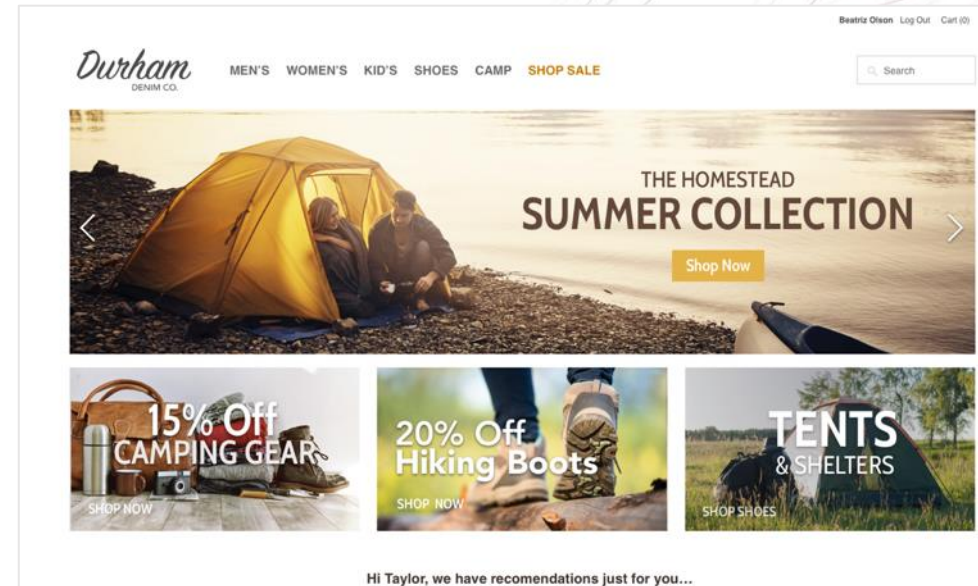 Beatriz Olson Log Out Cart (0)
Durham
DENIM CO.
MEN'S WOMEN'S KID'S SHOES CAMP SHOP SALE
Search
THE HOMESTEAD
SUMMER COLLECTION
Shop Now
15% Off
CAMPING GEAR
SHOP NOW
20% Off
Hiking Boots
SHOP NOW
TENTS
& SHELTERS
SHOP SHOES
Hi Taylor, we have recomendations just for you...